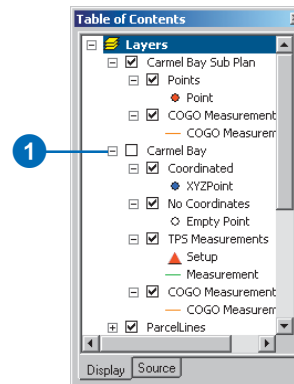 Table of Contents
Layers
Carmel Bay Sub Plan
Points
Point
COGO Measurement
COGO Measurem
1
Carmel Bay
Coordinated
XYZPoint
No Coordinates
Empty Point
TPS Measurements
Setup
Measurement
COGO Measurement
COGO Measurem
ParcelLines
Display Source